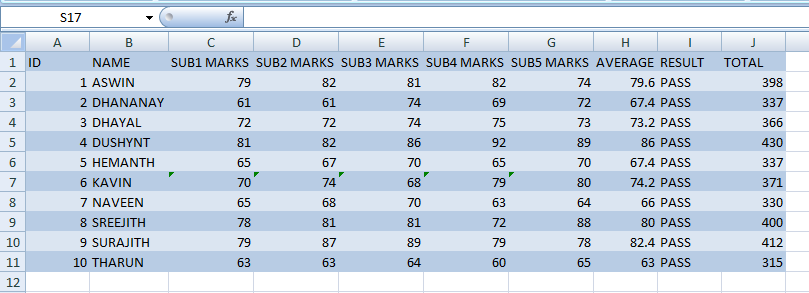 S17 fx
A B C D E F G H I J
1 ID NAME SUB1 MARKS SUB2 MARKS SUB3 MARKS SUB4 MARKS SUB5 MARKS AVERAGE RESULT TOTAL
2 1 ASWIN 79 82 81 82 74 79.6 PASS 398
3 2 DHANANAY 61 61 74 69 72 67.4 PASS 337
4 3 DHAYAL 72 72 74 75 73 73.2 PASS 366
5 4 DUSHYNT 81 82 86 92 89 86 PASS 430
6 5 HEMANTH 65 67 70 65 70 67.4 PASS 337
7 6 KAVIN 70 74 68 79 80 74.2 PASS 371
8 7 NAVEEN 65 68 70 63 64 66 PASS 330
9 8 SREEJITH 78 81 81 72 88 80 PASS 400
10 9 SURAJITH 79 87 89 79 78 82.4 PASS 412
11 10 THARUN 63 63 64 60 65 63 PASS 315
12